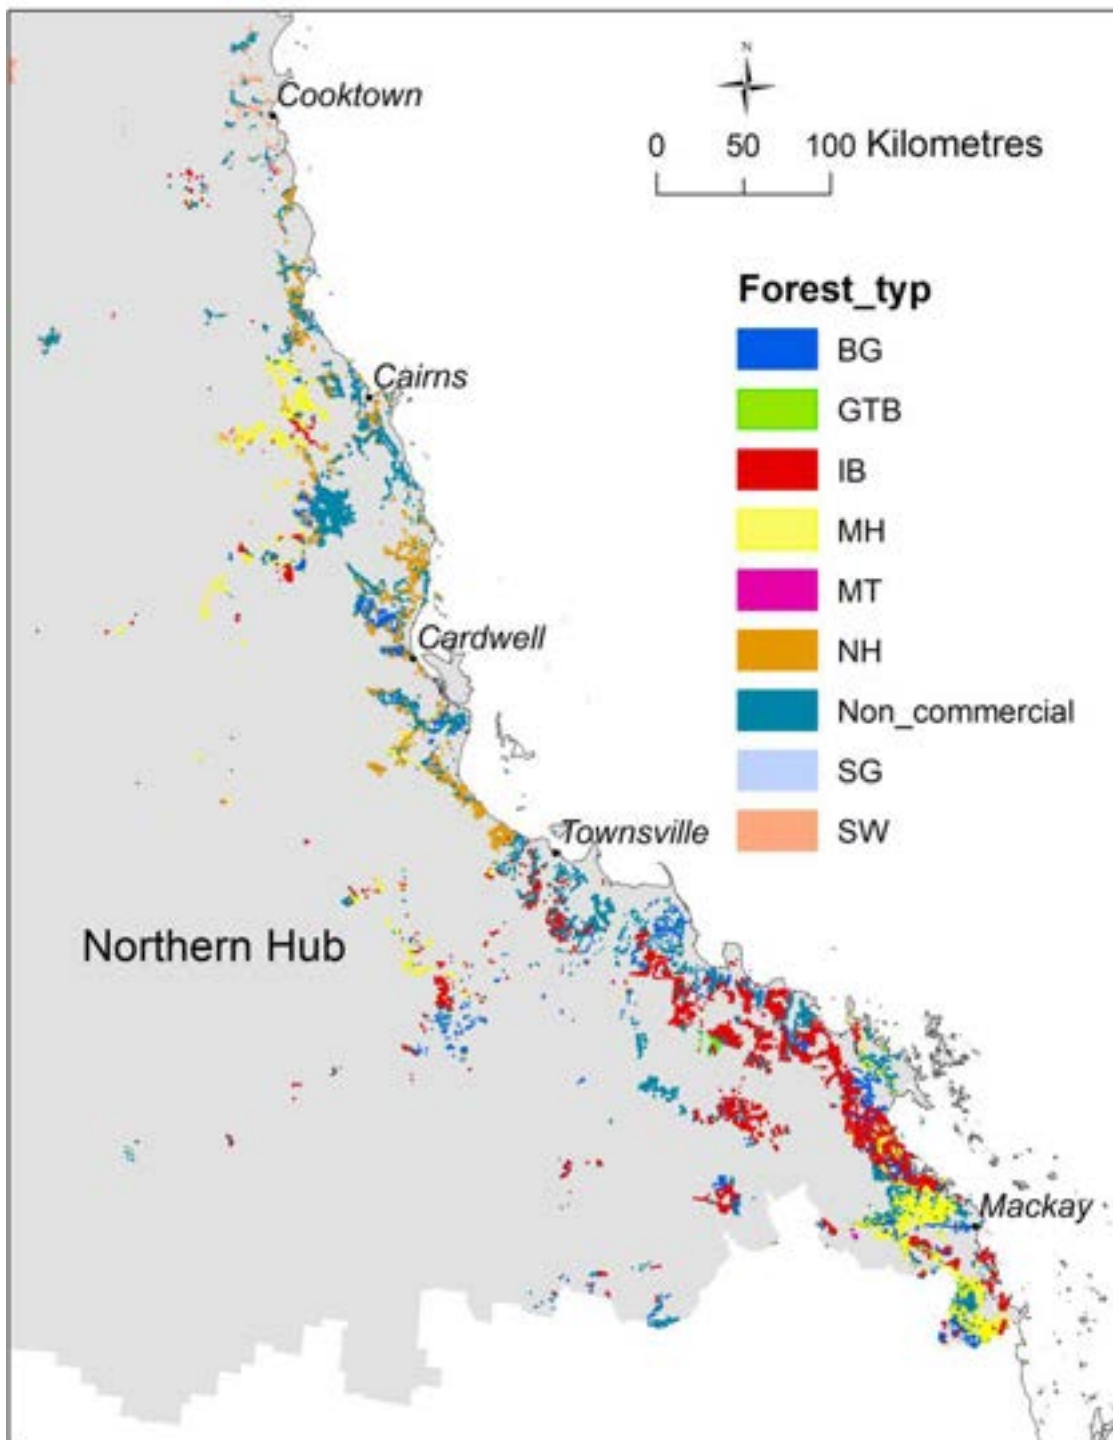 N
Cooktown
0 50 100 Kilometres
Forest_typ
BG
GTB
Cairns
IB
MH
MT
Cardwell
NH
Non_commercial
SG
Townsville
SW
Northern Hub
Mackay